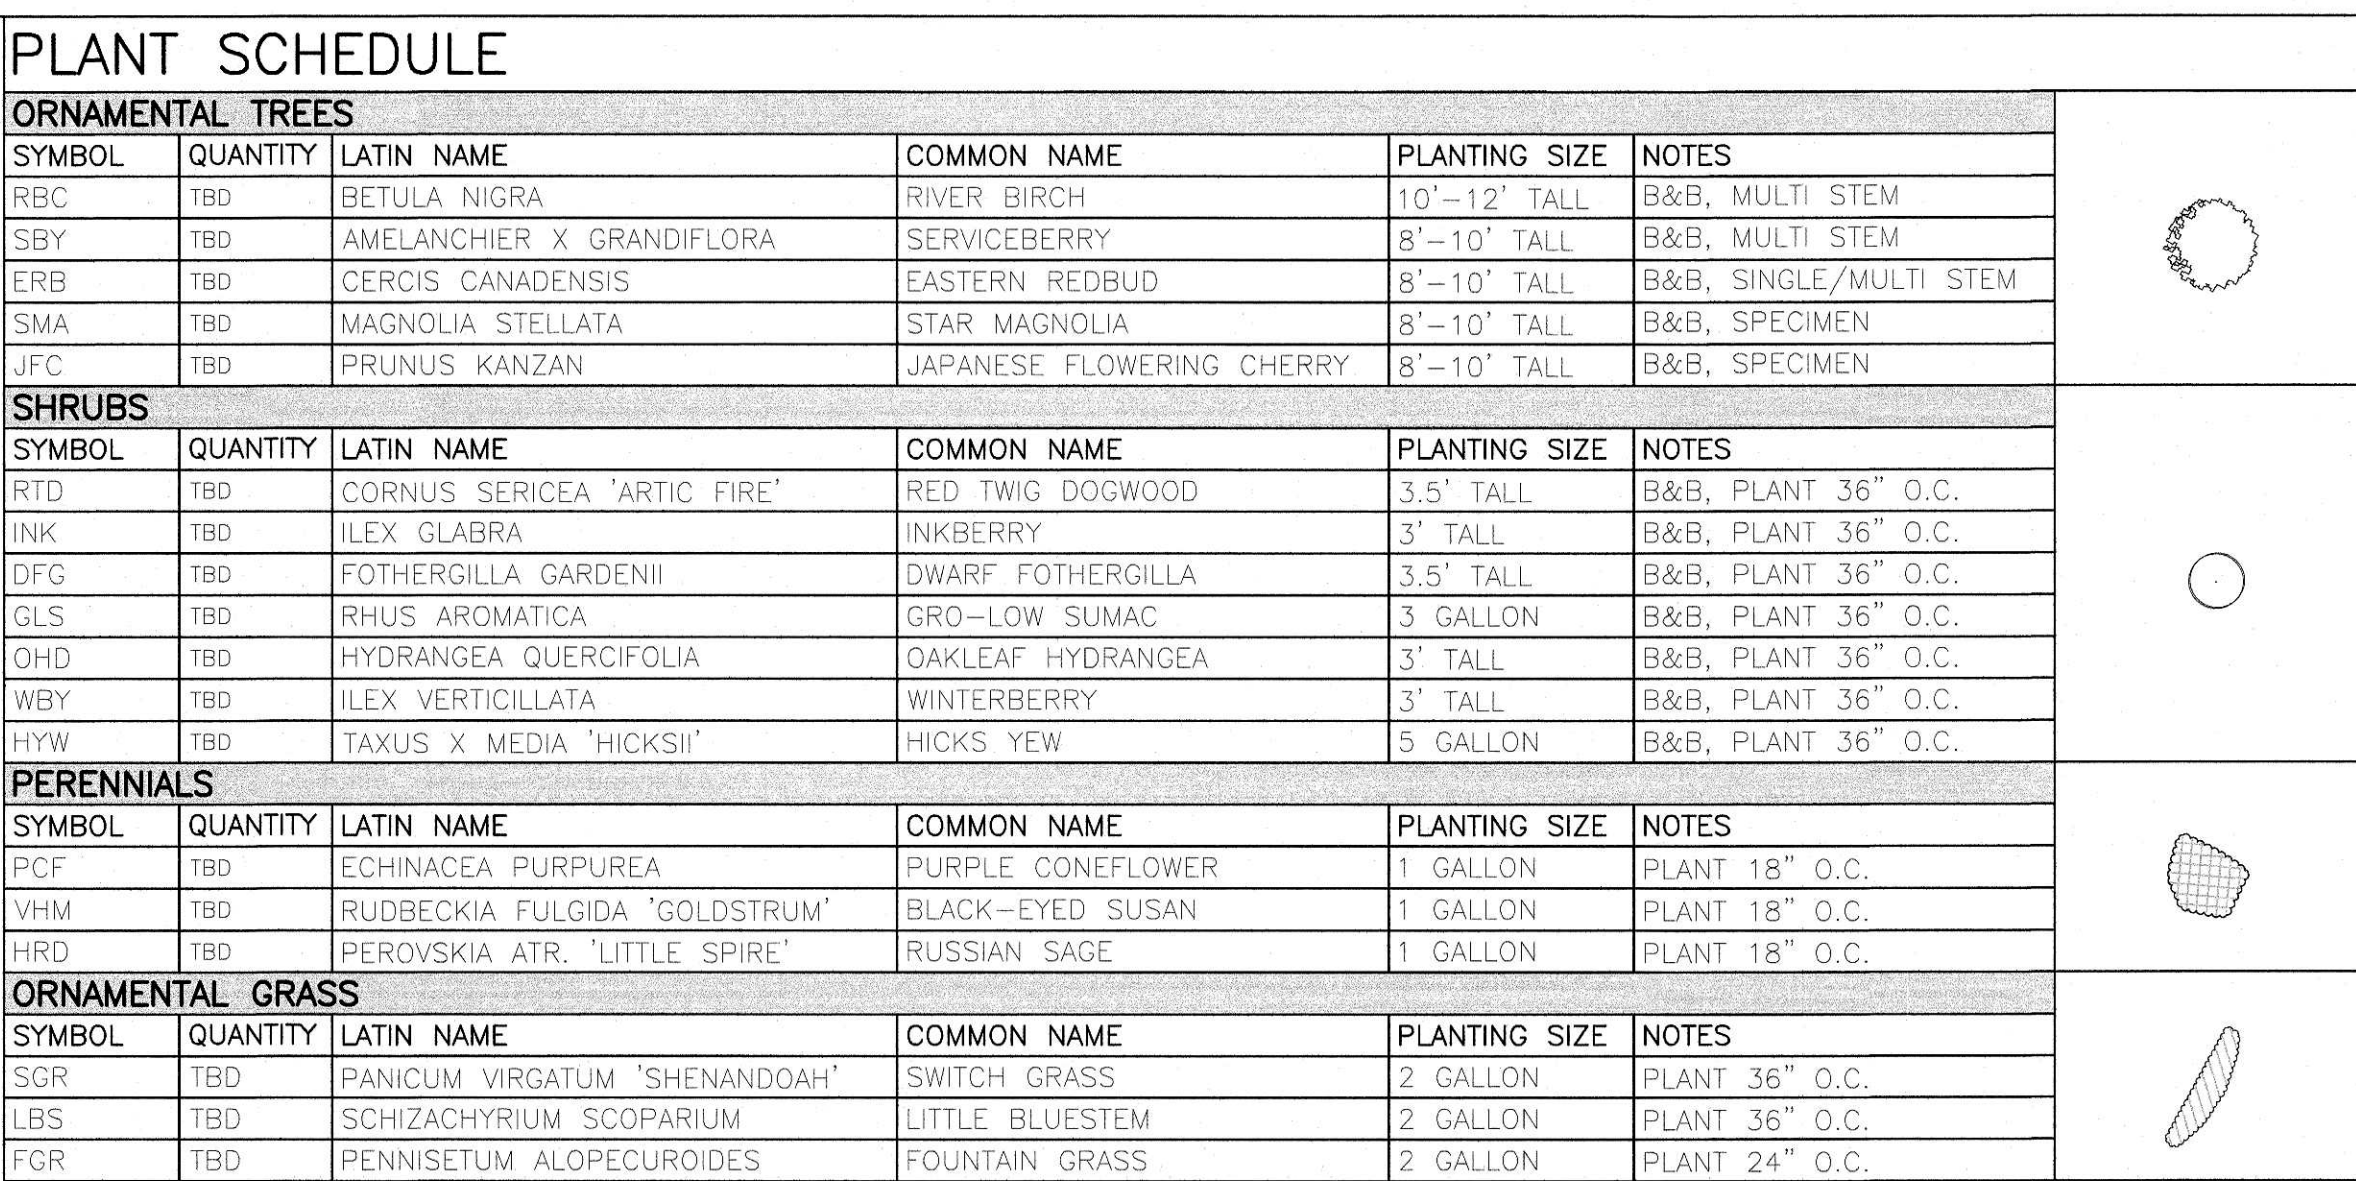 PLANT SCHEDULE
ORNAMENTAL TREES
SYMBOL QUANTITY LATIN NAME COMMON NAME PLANTING SIZE NOTES
RBC TBD BETULA NIGRA RIVER BIRCH 10'-12' TALL B&B, MULTI STEM
SBY TBD AMELANCHIER X GRANDIFLORA SERVICEBERRY 8'-10' TALL B&B, MULTI STEM
ERB TBD CERCIS CANADENSIS EASTERN REDBUD 8'-10' TALL B&B, SINGLE/MULTI STEM
SMA TBD MAGNOLIA STELLATA STAR MAGNOLIA 8'-10' TALL B&B, SPECIMEN
JFC TBD PRUNUS KANZAN JAPANESE FLOWERING CHERRY 8'-10' TALL B&B, SPECIMEN
SHRUBS
SYMBOL QUANTITY LATIN NAME COMMON NAME PLANTING SIZE NOTES
RTD TBD CORNUS SERICEA 'ARTIC FIRE' RED TWIG DOGWOOD 3.5' TALL B&B, PLANT 36" O.C.
INK TBD ILEX GLABRA INKBERRY 3' TALL B&B, PLANT 36" O.C.
DFG TBD FOTHERGILLA GARDENII DWARF FOTHERGILLA 3.5' TALL B&B, PLANT 36" O.C.
GLS TBD RHUS AROMATICA GRO-LOW SUMAC 3 GALLON B&B, PLANT 36" O.C.
OHD TBD HYDRANGEA QUERCIFOLIA OAKLEAF HYDRANGEA 3' TALL B&B, PLANT 36" O.C.
WBY TBD ILEX VERTICILLATA WINTERBERRY 3' TALL B&B, PLANT 36" O.C.
HYW TBD TAXUS X MEDIA 'HICKSII' HICKS YEW 5 GALLON B&B, PLANT 36" O.C.
PERENNIALS
SYMBOL QUANTITY LATIN NAME COMMON NAME PLANTING SIZE NOTES
PCF TBD ECHINACEA PURPUREA PURPLE CONEFLOWER 1 GALLON PLANT 18" O.C.
VHM TBD RUDBECKIA FULGIDA 'GOLDSTRUM' BLACK-EYED SUSAN 1 GALLON PLANT 18" O.C.
HRD TBD PEROVSKIA ATR. 'LITTLE SPIRE' RUSSIAN SAGE 1 GALLON PLANT 18" O.C.
ORNAMENTAL GRASS
SYMBOL QUANTITY LATIN NAME COMMON NAME PLANTING SIZE NOTES
SGR TBD PANICUM VIRGATUM 'SHENANDOAH' SWITCH GRASS 2 GALLON PLANT 36" O.C.
LBS TBD SCHIZACHYRIUM SCOPARIUM LITTLE BLUESTEM 2 GALLON PLANT 36" O.C.
FGR TBD PENNISETUM ALOPECUROIDES FOUNTAIN GRASS 2 GALLON PLANT 24" O.C.